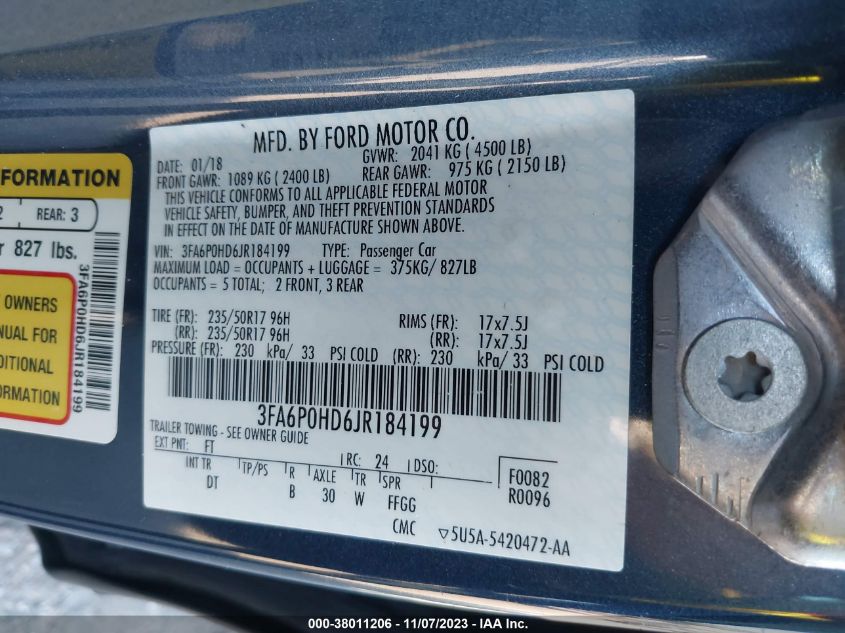 FORMATION
2 REAR: 3
r 827 lbs.
OWNERS
NUAL FOR
DITIONAL
ORMATION
3FA6P0HD6JR184199
MFD. BY FORD MOTOR CO.
DATE: 01/18 GVWR: 2041 KG ( 4500 LB)
FRONT GAWR: 1089 KG ( 2400 LB) REAR GAWR: 975 KG ( 2150 LB)
THIS VEHICLE CONFORMS TO ALL APPLICABLE FEDERAL MOTOR
VEHICLE SAFETY, BUMPER, AND THEFT PREVENTION STANDARDS
IN EFFECT ON THE DATE OF MANUFACTURE SHOWN ABOVE.
VIN: 3FA6P0HD6JR184199 TYPE: Passenger Car
MAXIMUM LOAD = OCCUPANTS + LUGGAGE = 375KG/ 827LB
OCCUPANTS = 5 TOTAL; 2 FRONT, 3 REAR
TIRE (FR): 235/50R17 96H RIMS (FR): 17x7.5J
(RR): 235/50R17 96H (RR): 17x7.5J
PRESSURE (FR): 230 kPa/ 33 PSI COLD (RR): 230 kPa/ 33 PSI COLD
3FA6P0HD6JR184199
TRAILER TOWING - SEE OWNER GUIDE
EXT PNT: FT RC: 24 DSO: F0082
INT TR TP/PS R AXLE TR SPR R0096
DT B 30 W FFGG
CMC ▽5U5A-5420472-AA
000-38011206 - 11/07/2023 - IAA Inc.